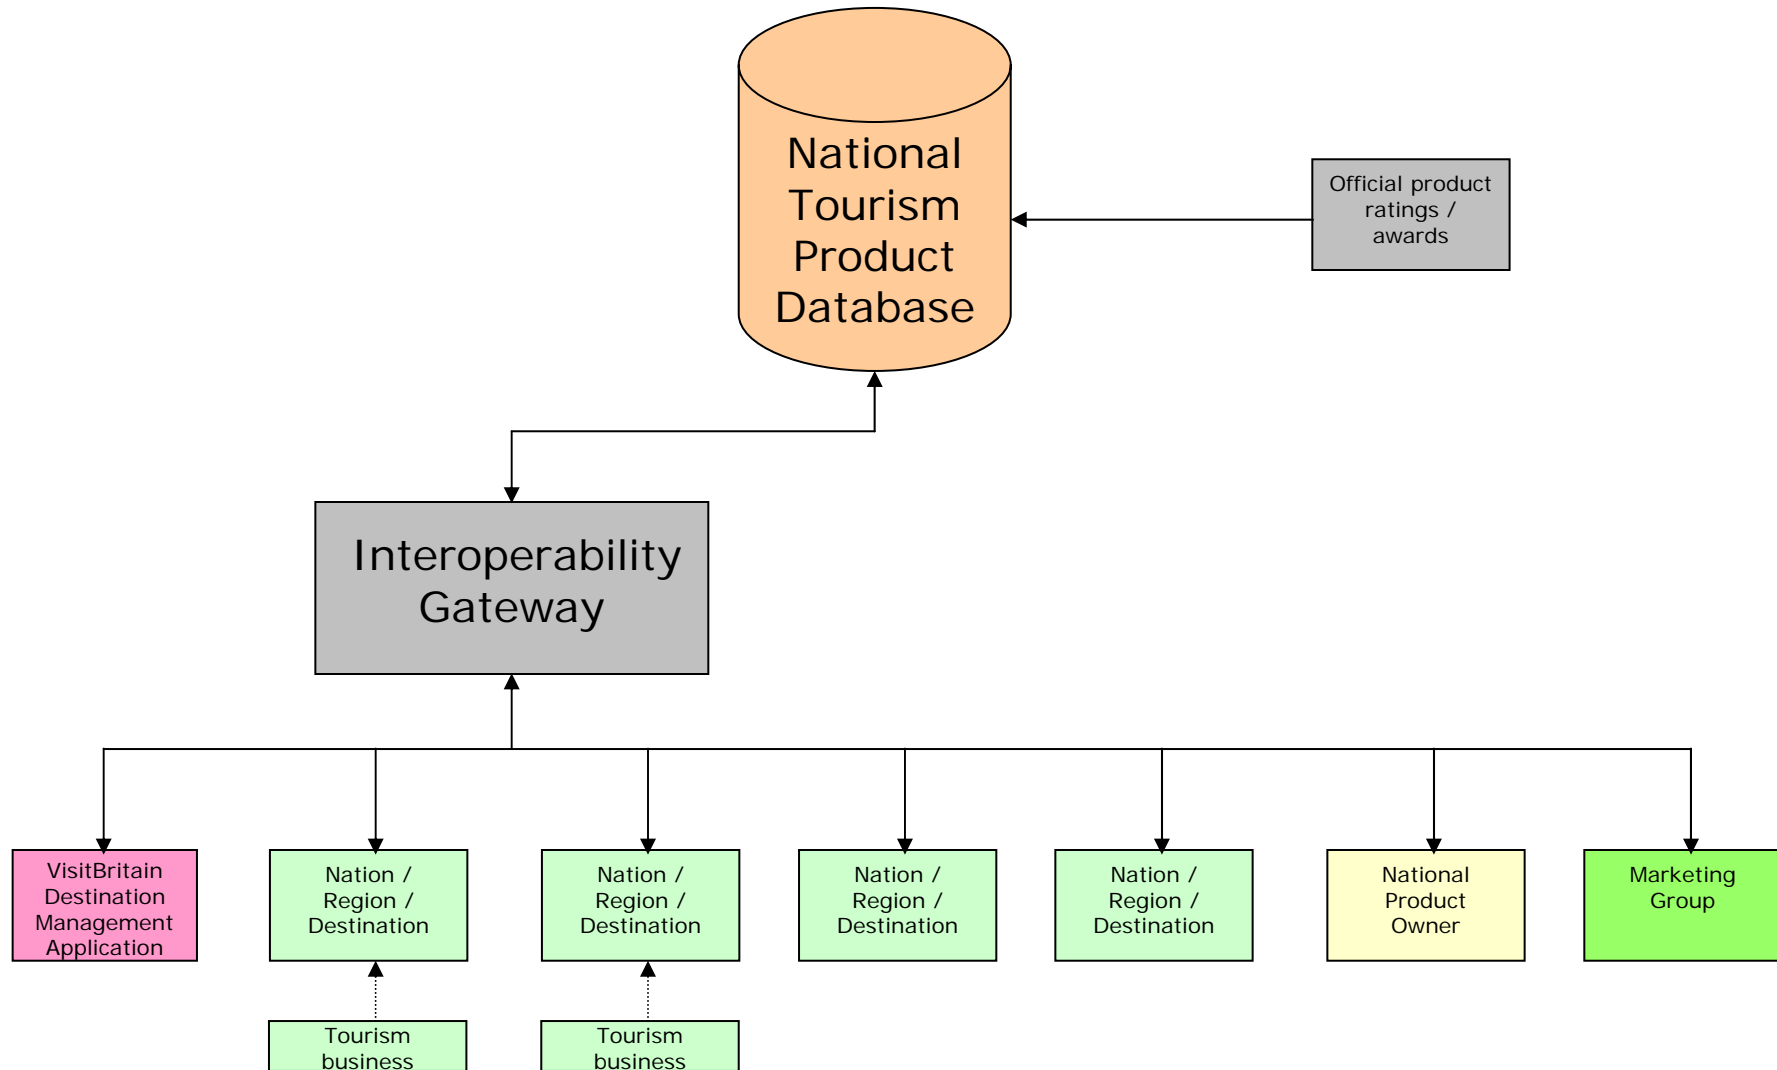 National
Tourism
Product
Database
Official product
ratings /
awards
Interoperability
Gateway
VisitBritain
Destination
Management
Application
Nation /
Region /
Destination
Nation /
Region /
Destination
Nation /
Region /
Destination
Nation /
Region /
Destination
National
Product
Owner
Marketing
Group
Tourism
business
Tourism
business